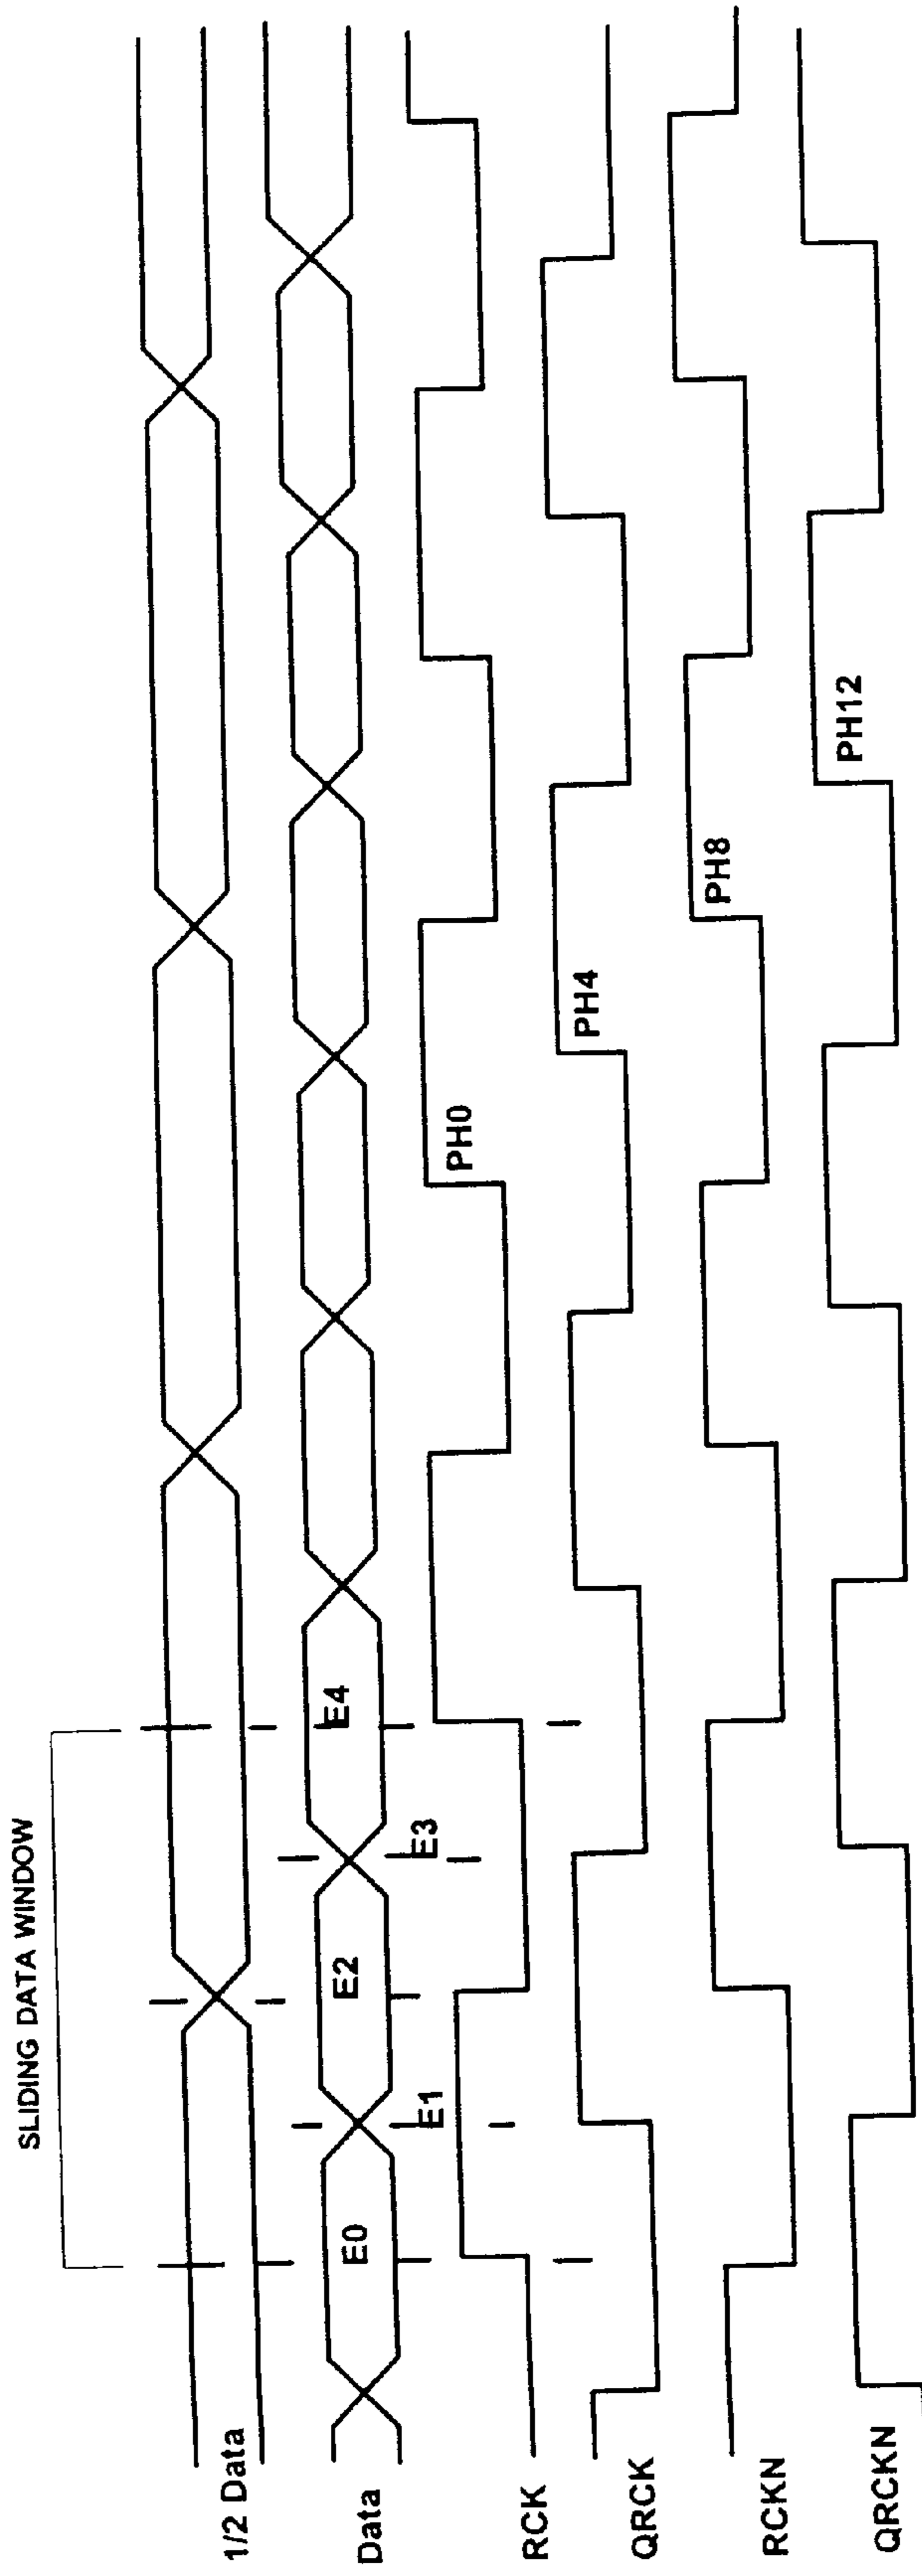 SLIDING DATA WINDOW
1/2 Data
Data
E0
E1
E2
E3
E4
RCK
PH0
QRCK
PH4
RCKN
PH8
QRCKN
PH12